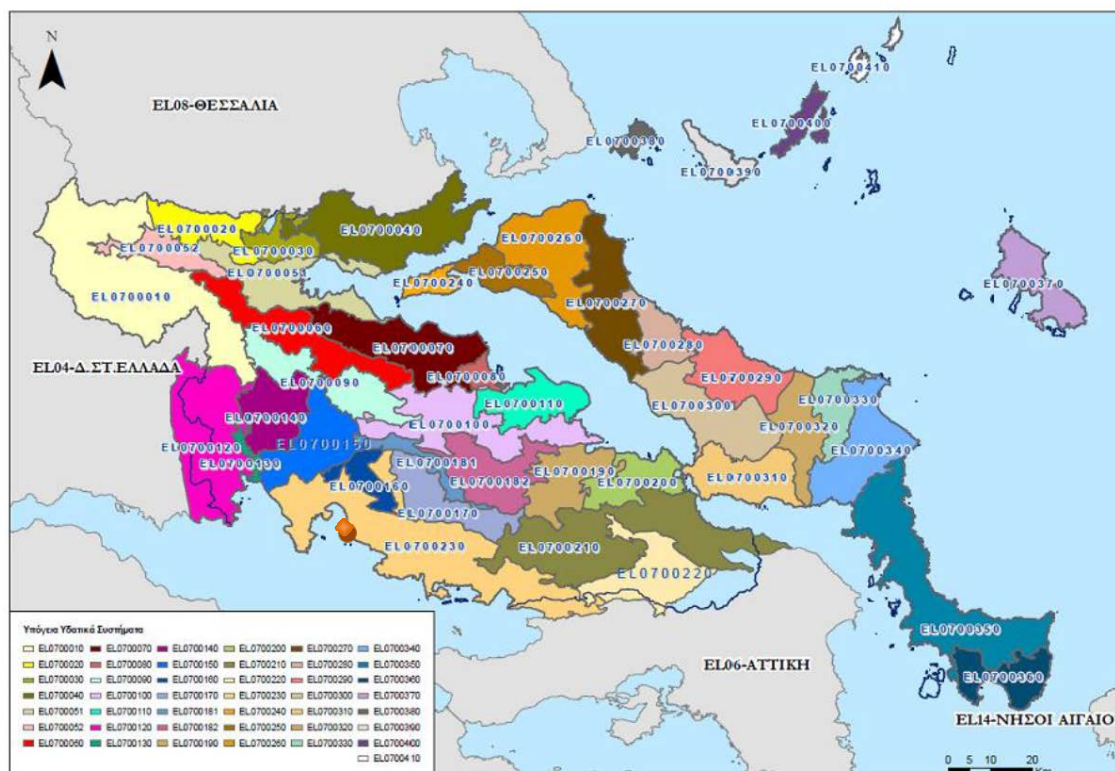 N
EL0700410
EL08-ΘΕΣΣΑΛΙΑ
EL0700400
EL0700380
EL0700390
EL0700020
EL0700040
EL0700260
EL0700052
EL0700030
EL0700250
EL0700240
EL0700370
EL0700010
EL0700270
EL0700060
EL0700070
EL0700280
EL04-Δ.ΣΤ.ΕΛΛΑΔΑ
EL0700080
EL0700290
EL0700090
EL0700110
EL0700330
EL0700300
EL0700140
EL0700100
EL0700320
EL0700120
EL0700150
EL0700340
EL0700130
EL0700181
EL0700190
EL0700160
EL0700182
EL0700200
EL0700310
EL0700170
EL0700230
EL0700210
EL0700220
EL0700350
EL06-ΑΤΤΙΚΗ
EL0700360
EL14-ΝΗΣΟΙ ΑΙΓΑΙΟ
Υπόγεια Υδατικά Συστήματα
EL0700010 EL0700070 EL0700140 EL0700200 EL0700270 EL0700340
EL0700020 EL0700080 EL0700150 EL0700210 EL0700280 EL0700350
EL0700030 EL0700090 EL0700160 EL0700220 EL0700290 EL0700360
EL0700040 EL0700100 EL0700170 EL0700230 EL0700300 EL0700370
EL0700051 EL0700110 EL0700181 EL0700240 EL0700310 EL0700380
EL0700052 EL0700120 EL0700182 EL0700250 EL0700320 EL0700390
EL0700060 EL0700130 EL0700190 EL0700260 EL0700330 EL0700400
EL0700410
0 5 10 20